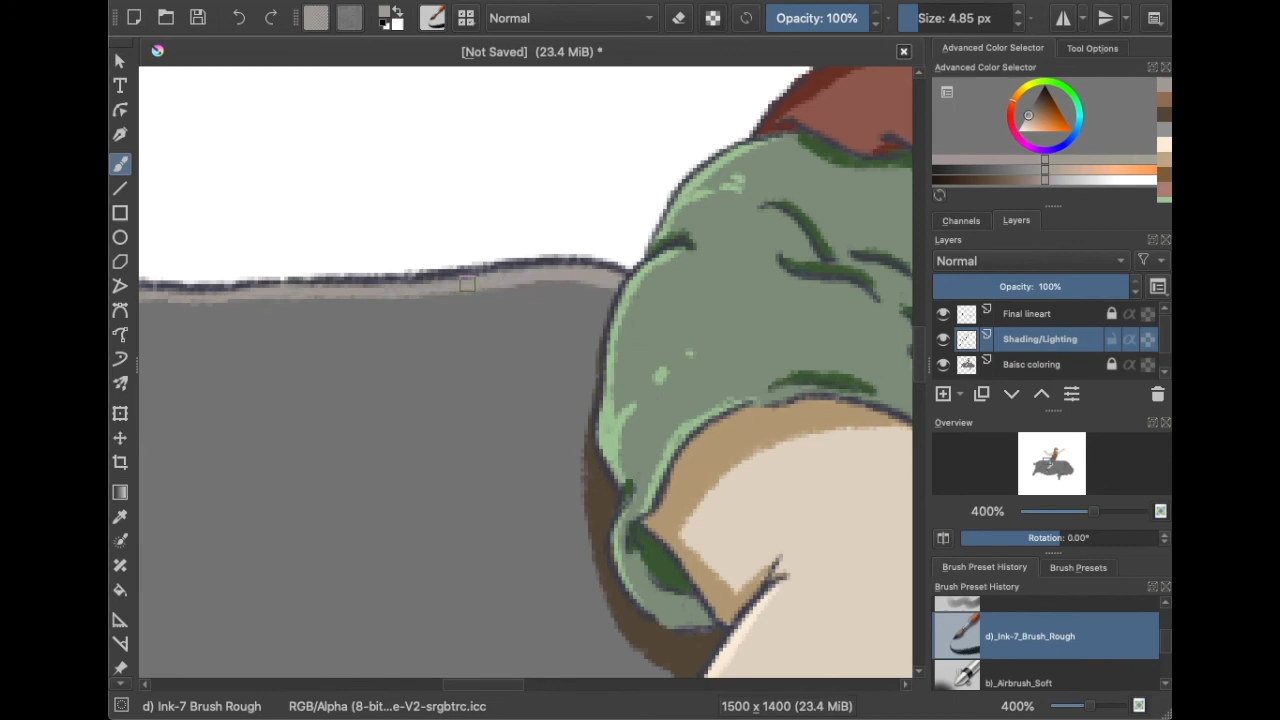 Normal
Opacity: 100%
Size: 4.85 px
[Not Saved] (23.4 MiB) *
Advanced Color Selector
Tool Options
Advanced Color Selector
Channels
Layers
Layers
Normal
Opacity: 100%
Final lineart
Shading/Lighting
Baisc coloring
Overview
400%
Rotation: 0.00°
Brush Preset History
Brush Presets
Brush Preset History
d)_Ink-7_Brush_Rough
b)_Airbrush_Soft
d) Ink-7 Brush Rough
RGB/Alpha (8-bit...e-V2-srgbtrc.icc
1500 x 1400 (23.4 MiB)
400%